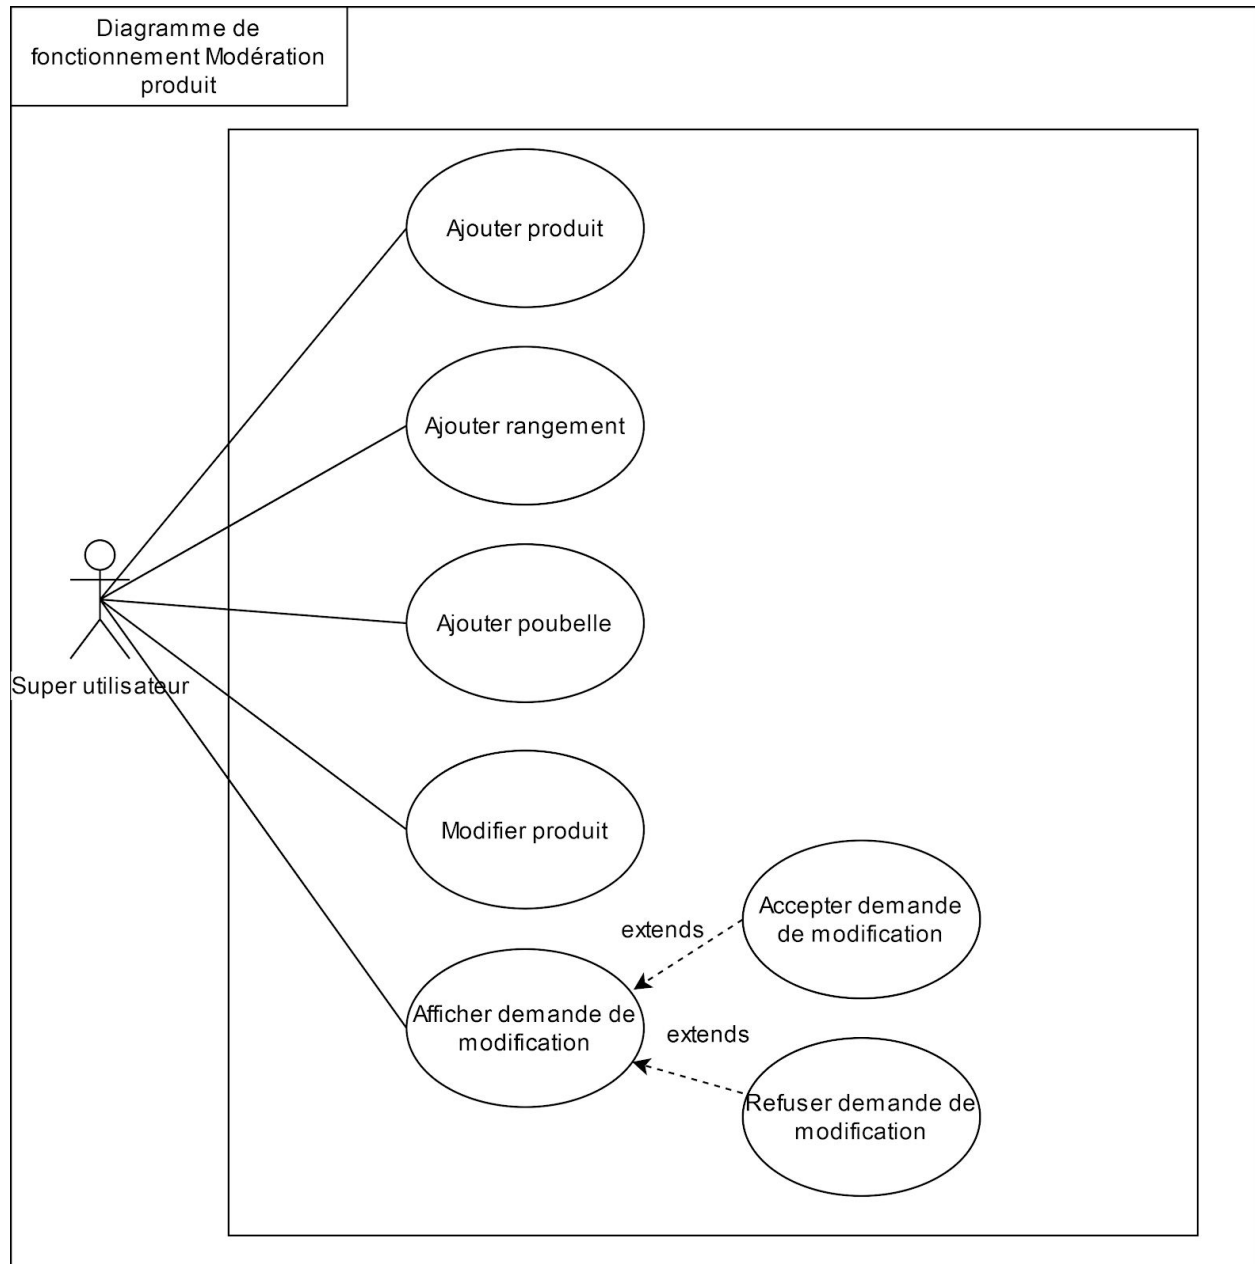 Diagramme de
fonctionnement Modération
produit
Ajouter produit
Ajouter rangement
Ajouter poubelle
Super utilisateur
Modifier produit
Accepter demande
de modification
extends
Afficher demande de
modification
extends
Refuser demande de
modification